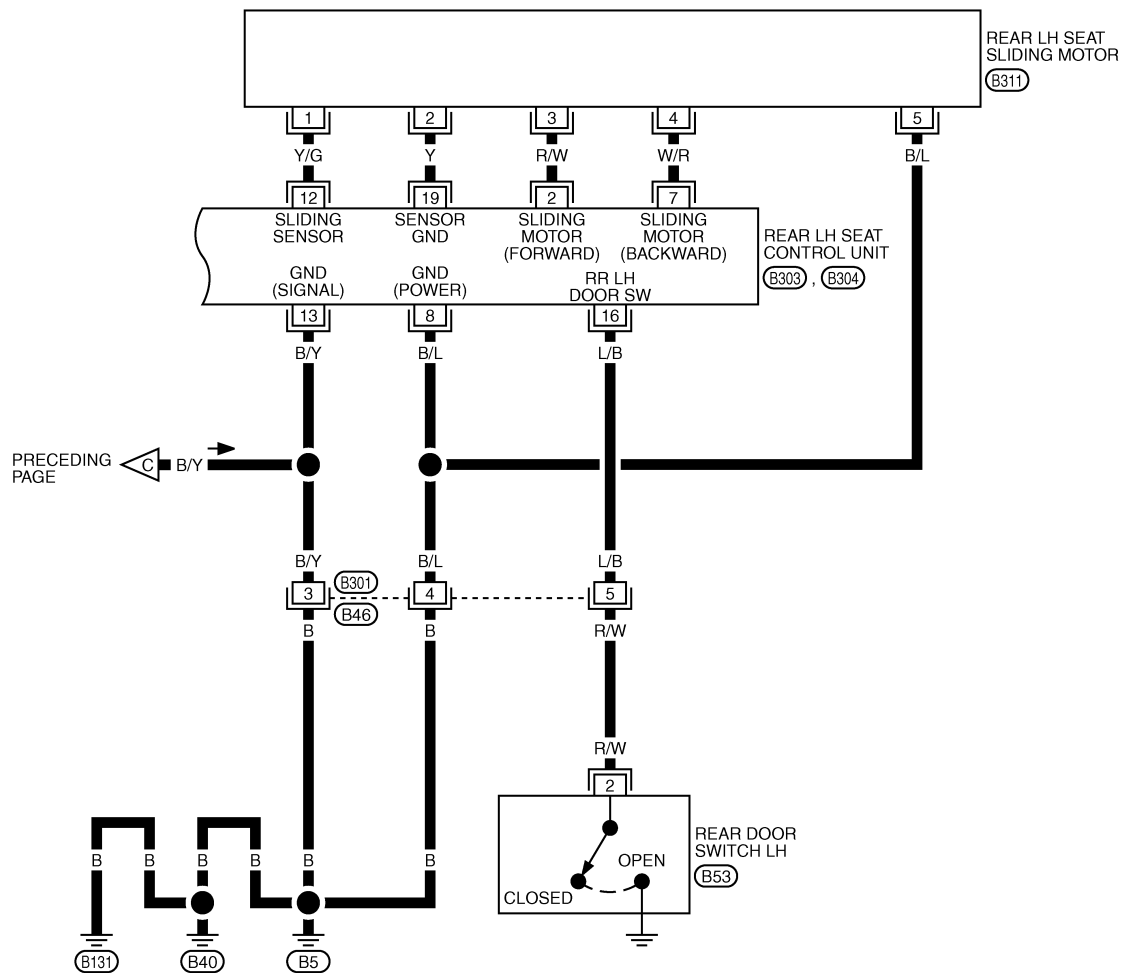 REAR LH SEAT
SLIDING MOTOR
B311
1 2 3 4 5
Y/G Y R/W W/R B/L
12 19 2 7
SLIDING
SENSOR
SENSOR
GND
SLIDING
MOTOR
(FORWARD)
SLIDING
MOTOR
(BACKWARD)
REAR LH SEAT
CONTROL UNIT
B303 , B304
GND
(SIGNAL)
GND
(POWER)
RR LH
DOOR SW
13 8 16
B/Y B/L L/B
PRECEDING
PAGE
C B/Y
B/Y B/L L/B
B301
3 4 5
B46
B B R/W
R/W
2
REAR DOOR
SWITCH LH
B53
OPEN
CLOSED
B B B B B B
B131 B40 B5